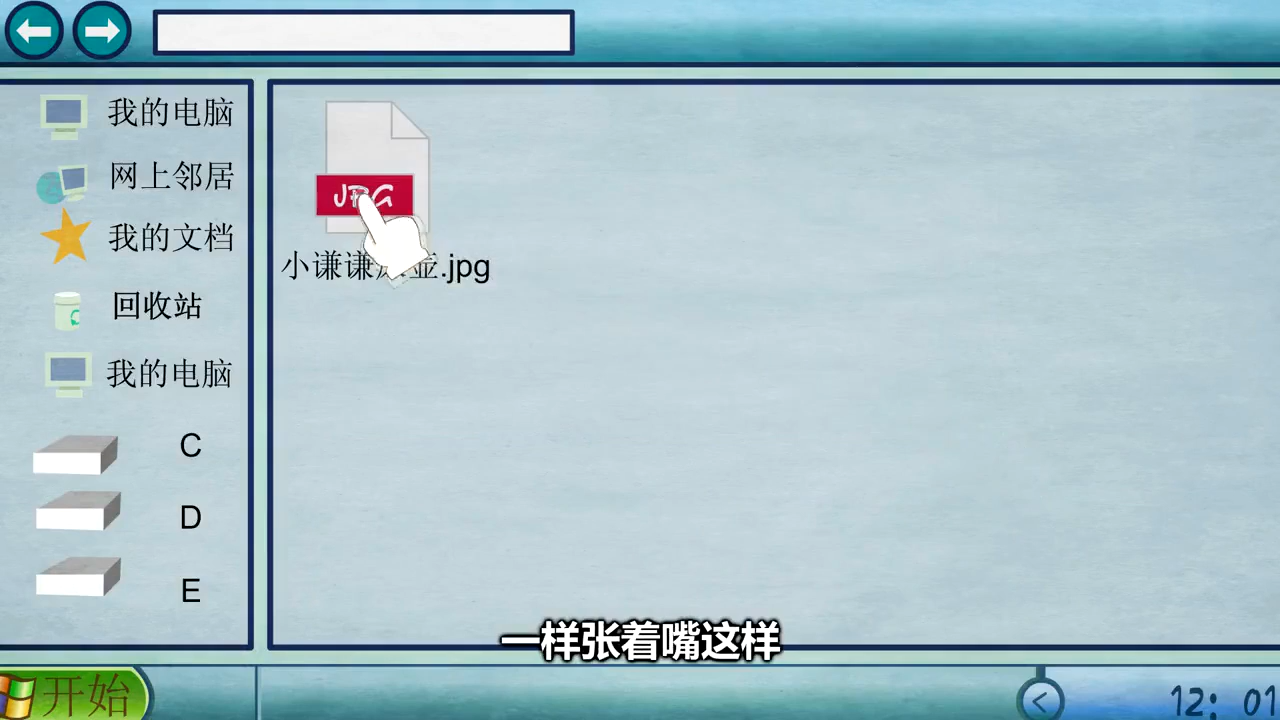 我的电脑
网上邻居
我的文档
回收站
我的电脑
C
D
E
JPG
小谦谦.jpg
一样张着嘴这样
开始
<
12: 01